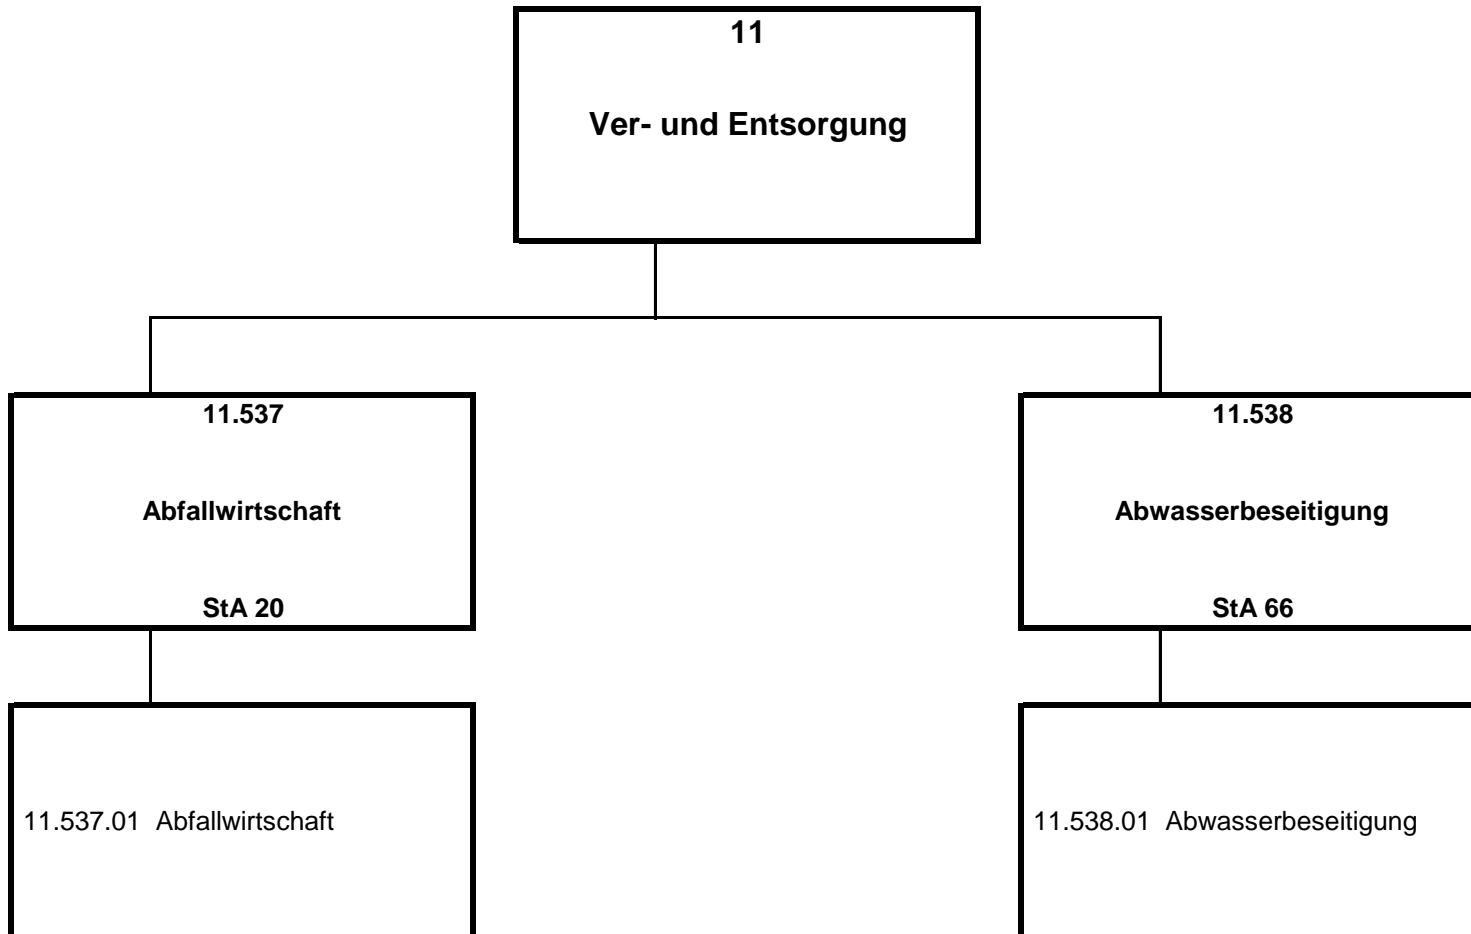 11
Ver- und Entsorgung
11.537
Abfallwirtschaft
StA 20
11.538
Abwasserbeseitigung
StA 66
11.537.01 Abfallwirtschaft
11.538.01 Abwasserbeseitigung